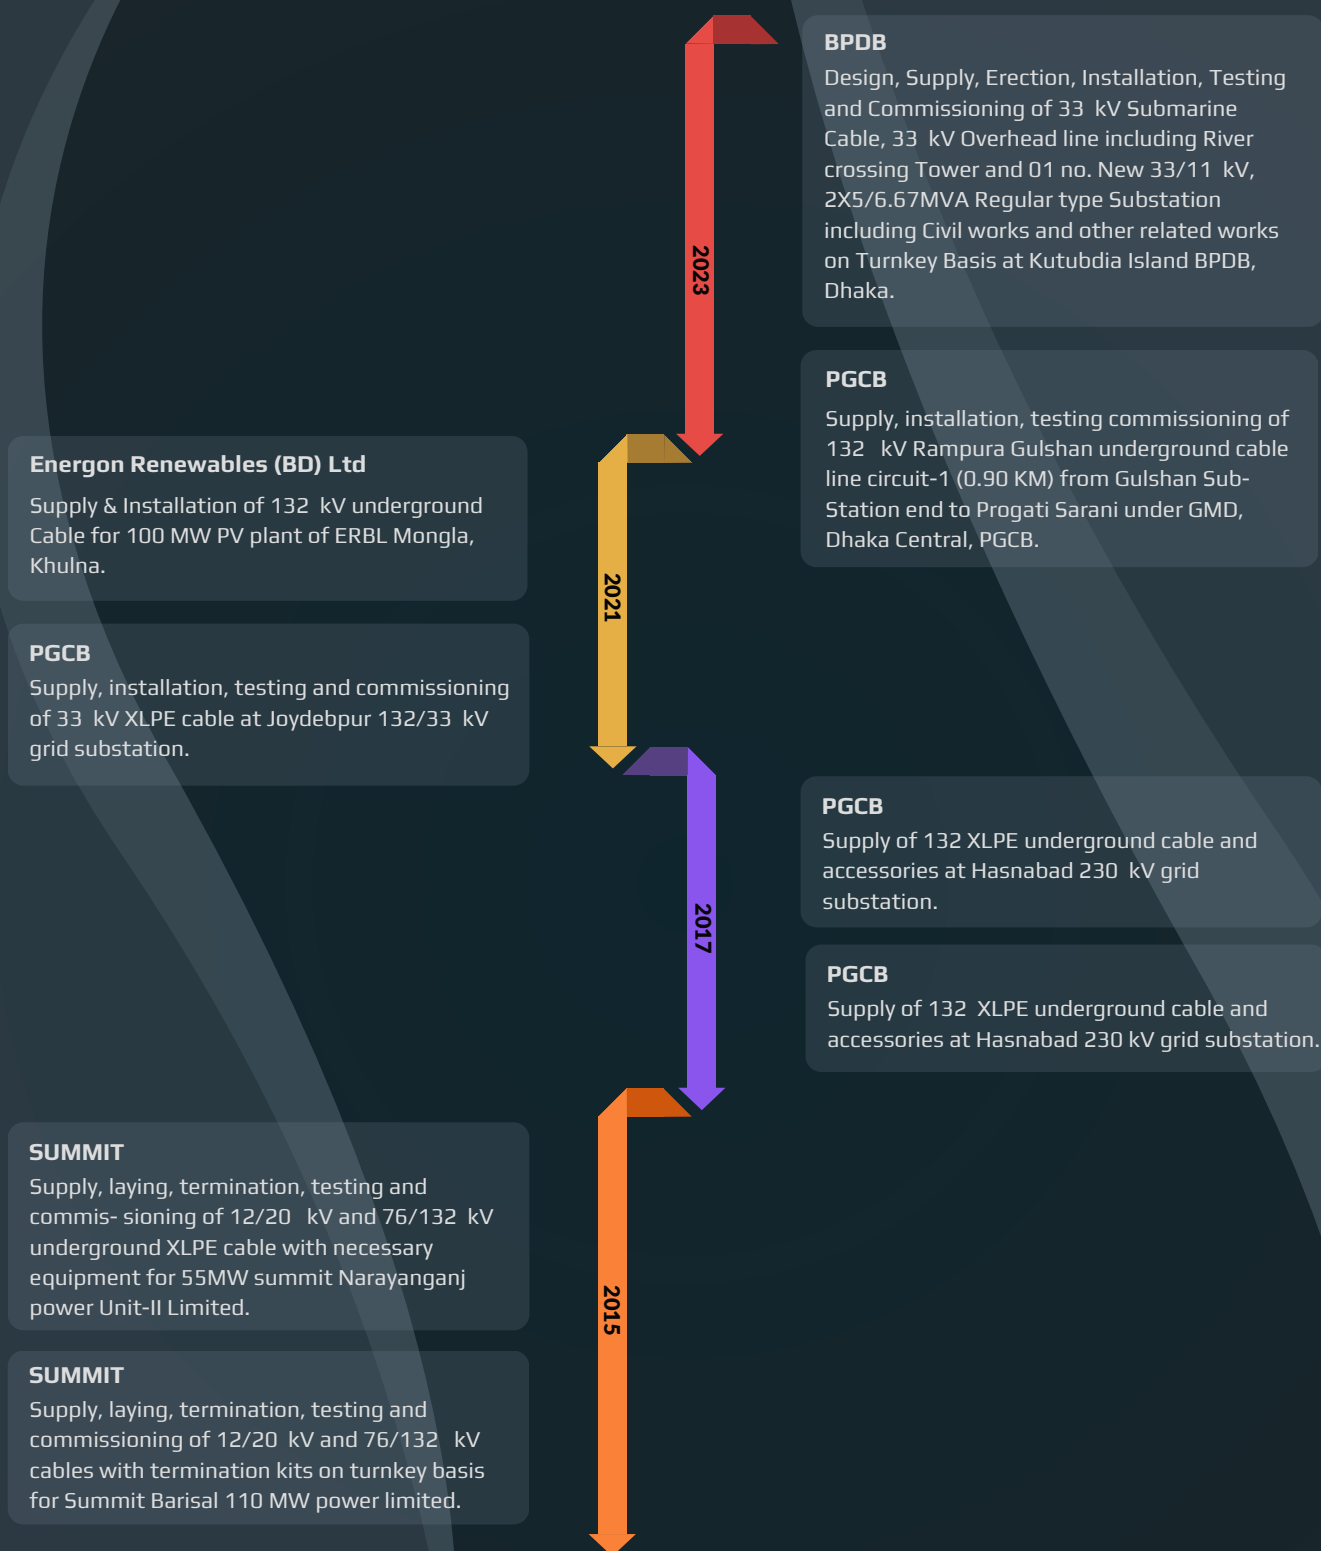 BPDB
Design, Supply, Erection, Installation, Testing
and Commissioning of 33 kV Submarine
Cable, 33 kV Overhead line including River
crossing Tower and 01 no. New 33/11 kV,
2X5/6.67MVA Regular type Substation
including Civil works and other related works
on Turnkey Basis at Kutubdia Island BPDB,
Dhaka.
2023
PGCB
Supply, installation, testing commissioning of
132 kV Rampura Gulshan underground cable
line circuit-1 (0.90 KM) from Gulshan Sub-
Station end to Progati Sarani under GMD,
Dhaka Central, PGCB.
Energon Renewables (BD) Ltd
Supply & Installation of 132 kV underground
Cable for 100 MW PV plant of ERBL Mongla,
Khulna.
2021
PGCB
Supply, installation, testing and commissioning
of 33 kV XLPE cable at Joydebpur 132/33 kV
grid substation.
PGCB
Supply of 132 XLPE underground cable and
accessories at Hasnabad 230 kV grid
substation.
2017
PGCB
Supply of 132 XLPE underground cable and
accessories at Hasnabad 230 kV grid substation.
SUMMIT
Supply, laying, termination, testing and
commis- sioning of 12/20 kV and 76/132 kV
underground XLPE cable with necessary
equipment for 55MW summit Narayanganj
power Unit-II Limited.
2015
SUMMIT
Supply, laying, termination, testing and
commissioning of 12/20 kV and 76/132 kV
cables with termination kits on turnkey basis
for Summit Barisal 110 MW power limited.